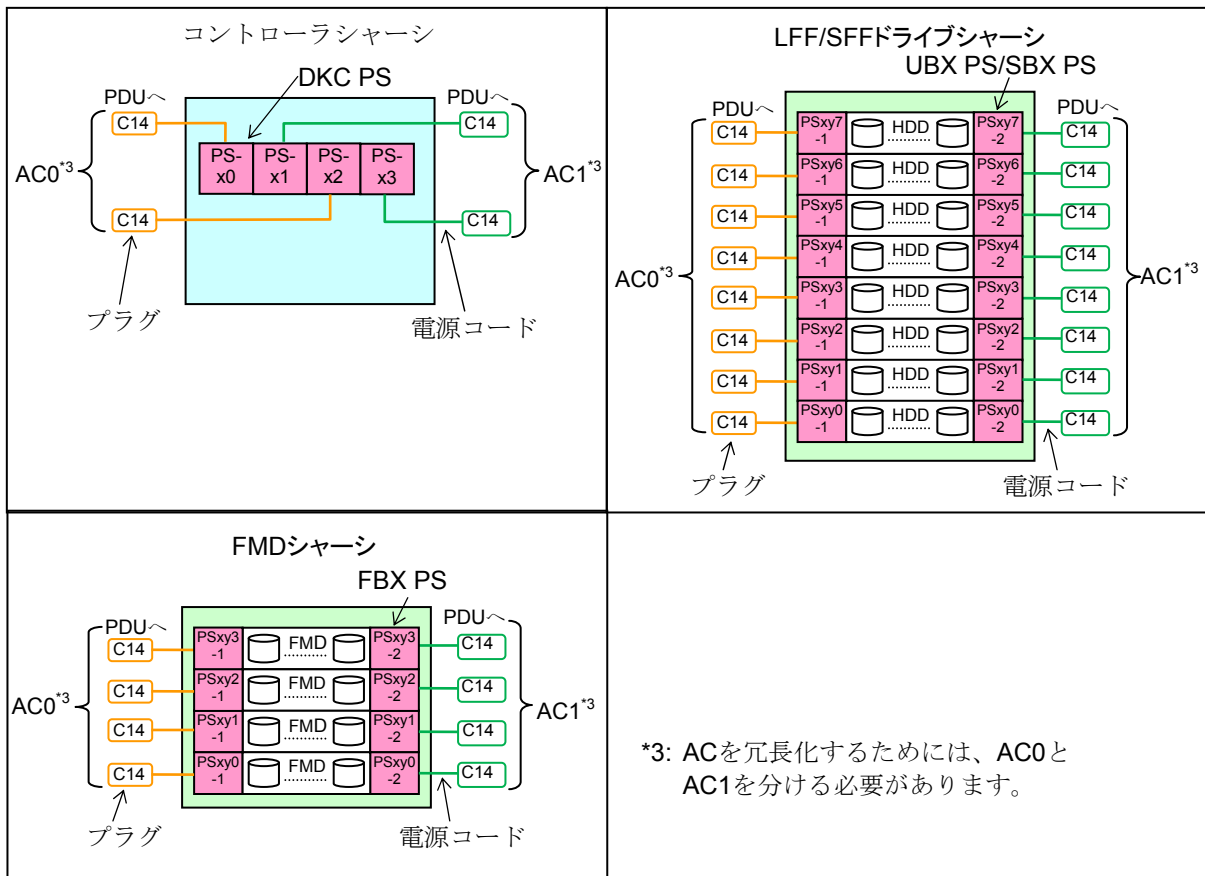 コントローラシャーシ
DKC PS
PDUへ
PDUへ
C14
C14
PS-x0
PS-x1
PS-x2
PS-x3
AC0*3
AC1*3
C14
C14
プラグ
電源コード
LFF/SFFドライブシャーシ
UBX PS/SBX PS
PDUへ
PDUへ
C14 PSxy7-1 HDD PSxy7-2 C14
C14 PSxy6-1 HDD PSxy6-2 C14
C14 PSxy5-1 HDD PSxy5-2 C14
C14 PSxy4-1 HDD PSxy4-2 C14
AC0*3
AC1*3
C14 PSxy3-1 HDD PSxy3-2 C14
C14 PSxy2-1 HDD PSxy2-2 C14
C14 PSxy1-1 HDD PSxy1-2 C14
C14 PSxy0-1 HDD PSxy0-2 C14
プラグ
電源コード
FMDシャーシ
FBX PS
PDUへ
PDUへ
C14 PSxy3-1 FMD PSxy3-2 C14
C14 PSxy2-1 FMD PSxy2-2 C14
AC0*3
AC1*3
C14 PSxy1-1 FMD PSxy1-2 C14
C14 PSxy0-1 FMD PSxy0-2 C14
プラグ
電源コード
*3: ACを冗長化するためには、AC0と
AC1を分ける必要があります。